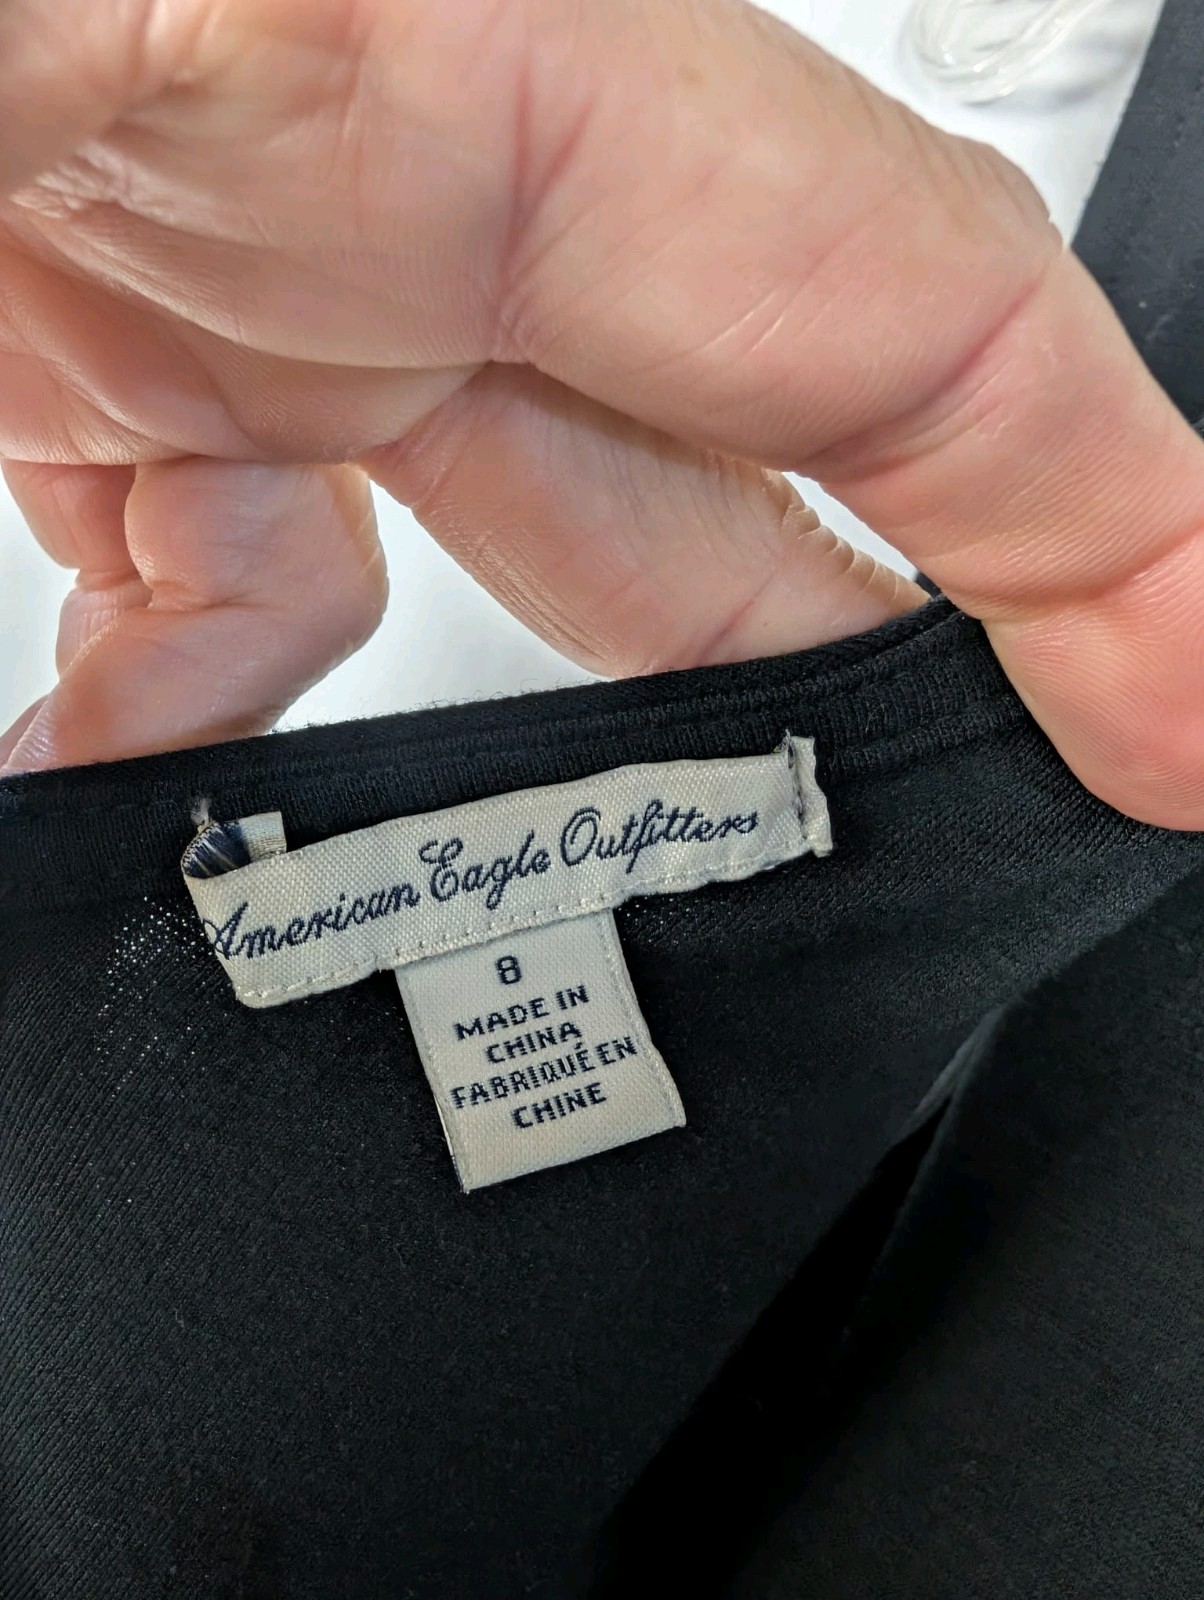 American Eagle Outfitters
8
MADE IN
CHINA
FABRIQUÉ EN
CHINE